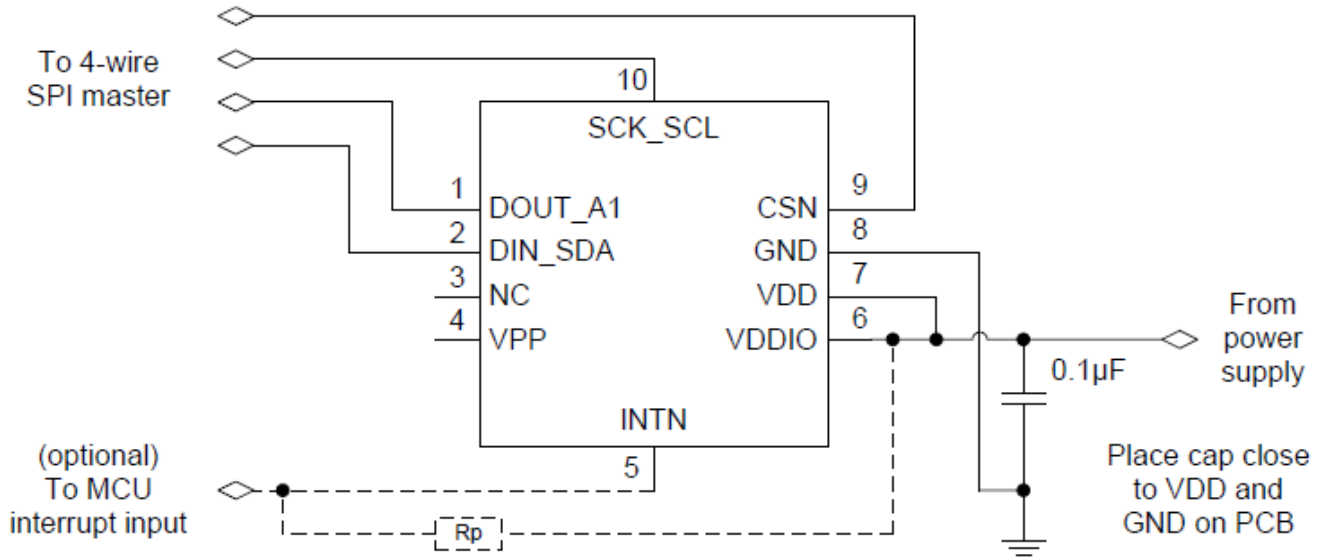 To 4-wire
SPI master
10
SCK_SCL
1
DOUT_A1
2
DIN_SDA
3
NC
4
VPP
9
CSN
8
GND
7
VDD
6
VDDIO
INTN
5
From
power
supply
0.1µF
Place cap close
to VDD and
GND on PCB
(optional)
To MCU
interrupt input
Rp